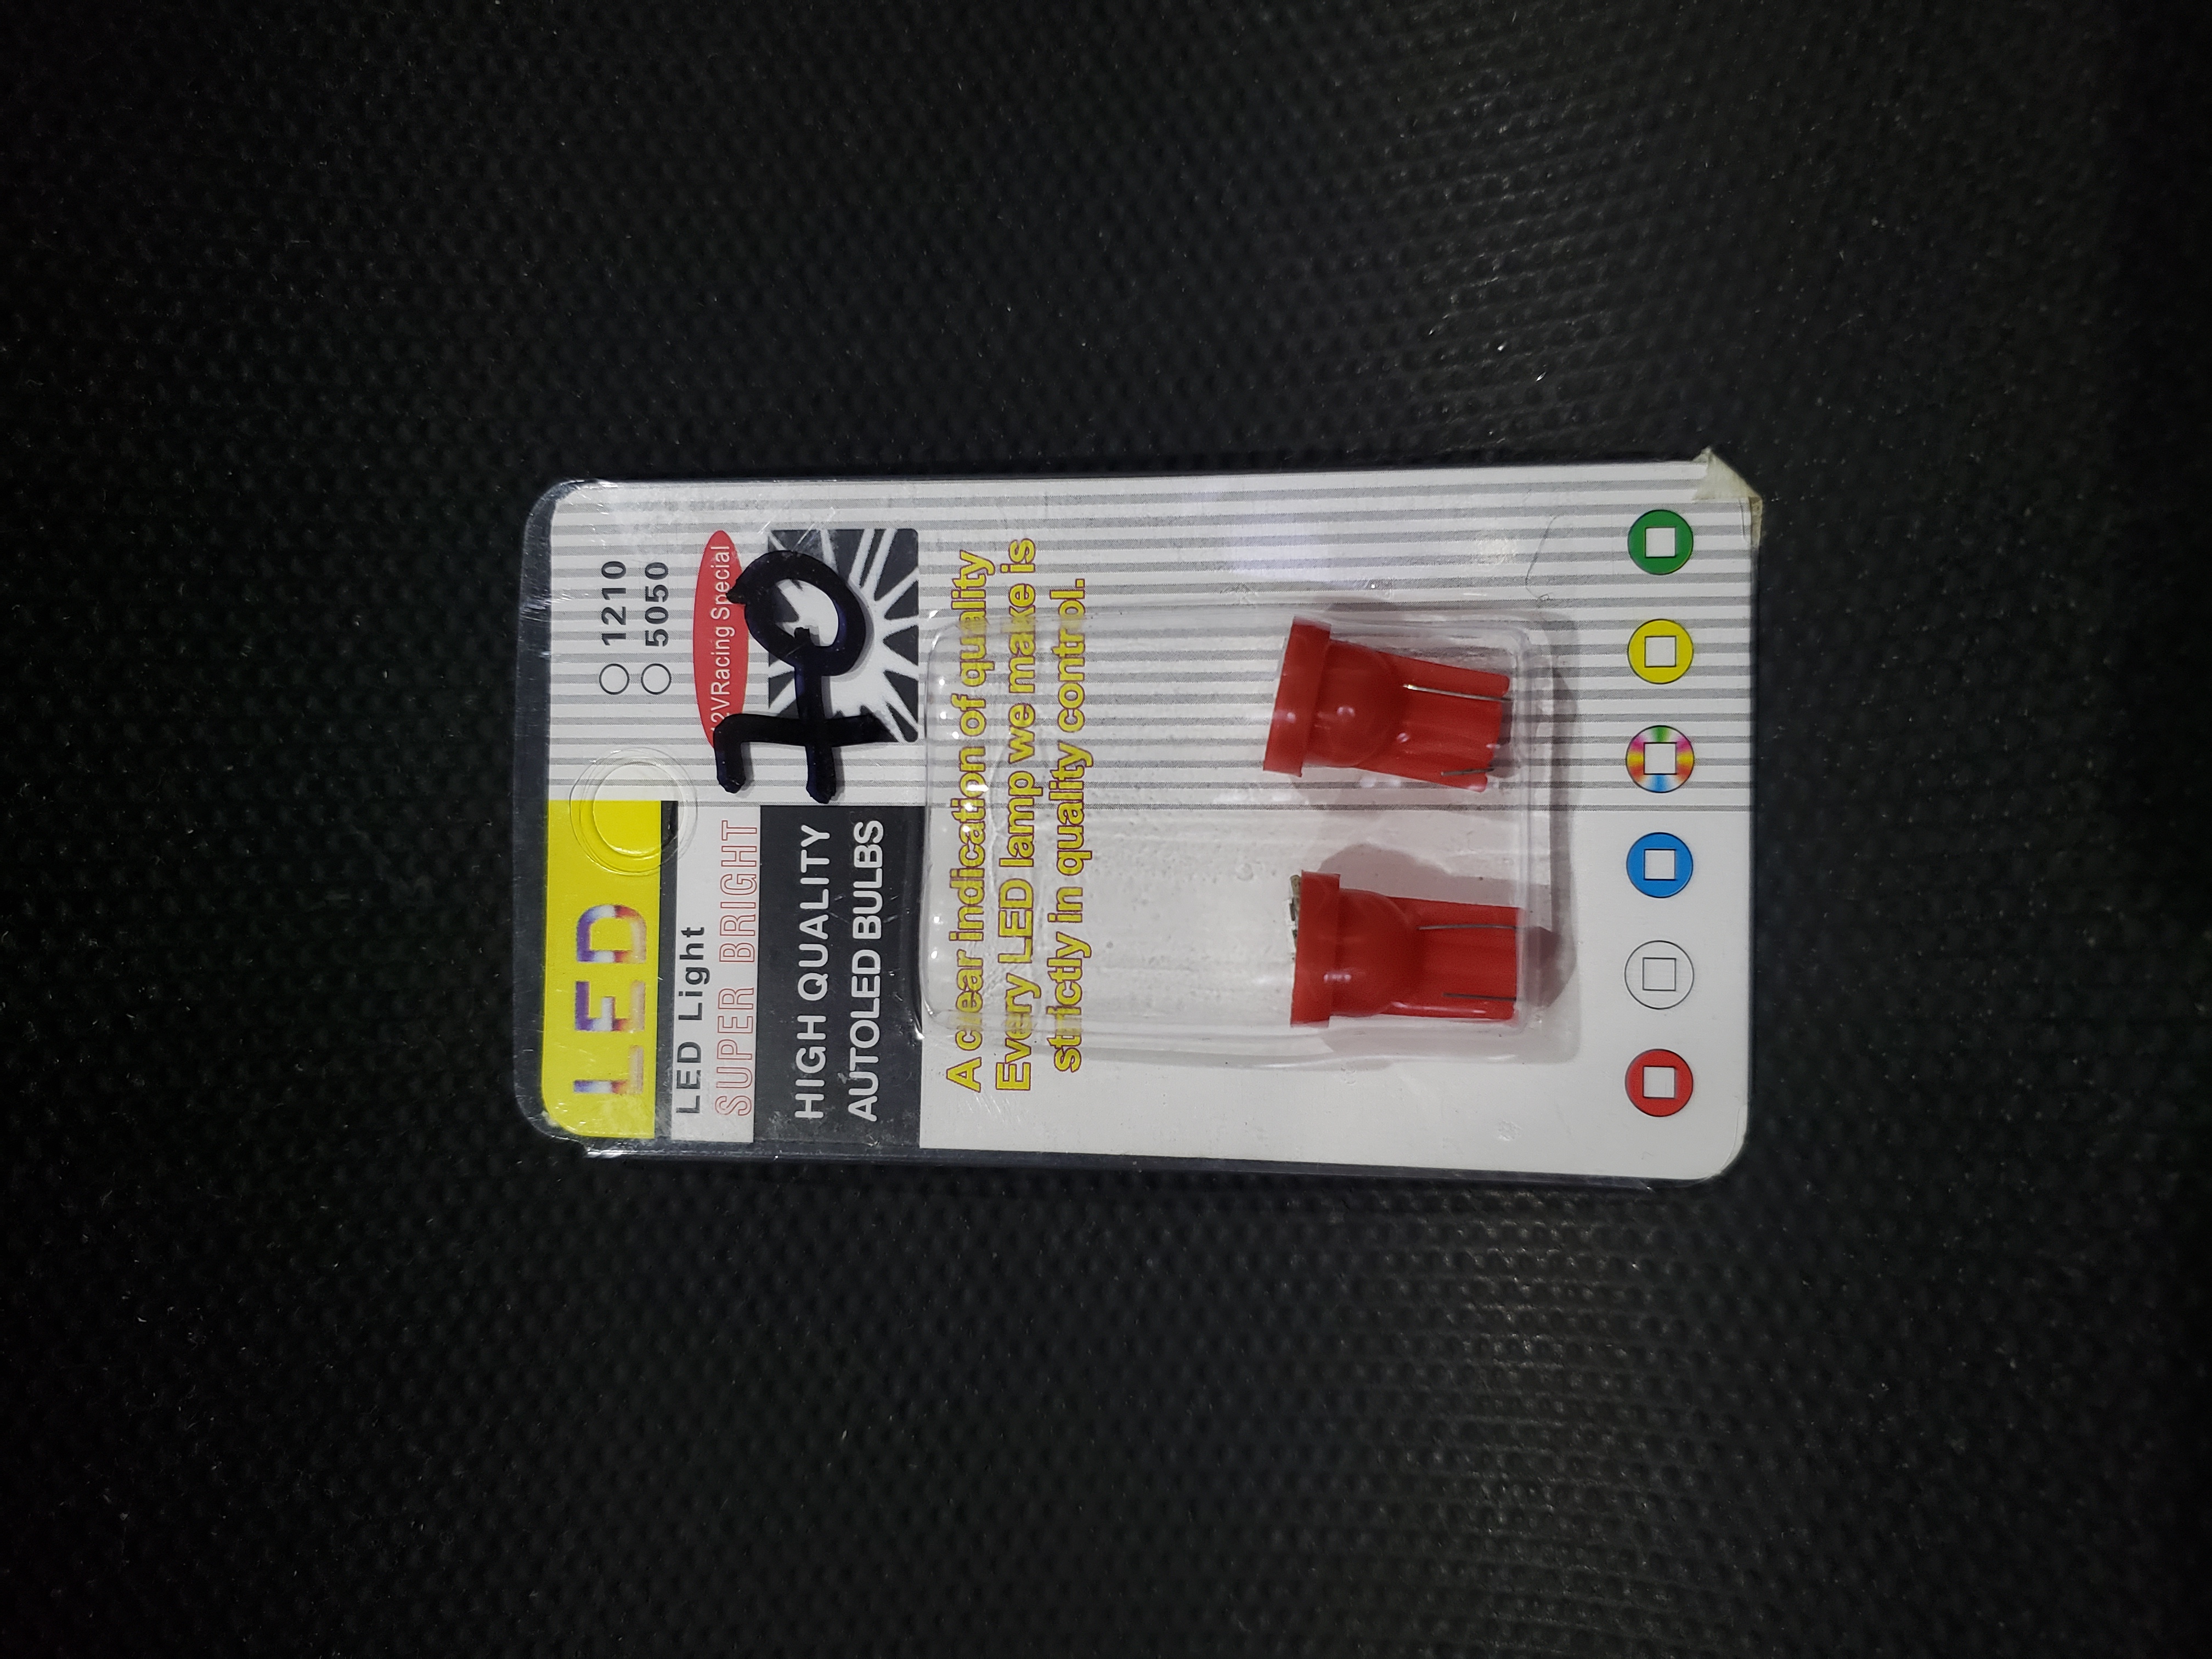 LED
LED Light
SUPER BRIGHT
HIGH QUALITY
AUTOLED BULBS
1210
5050
12VRacing Special
70
A clear indication of quality
Every LED lamp we make is
strictly in quality control.